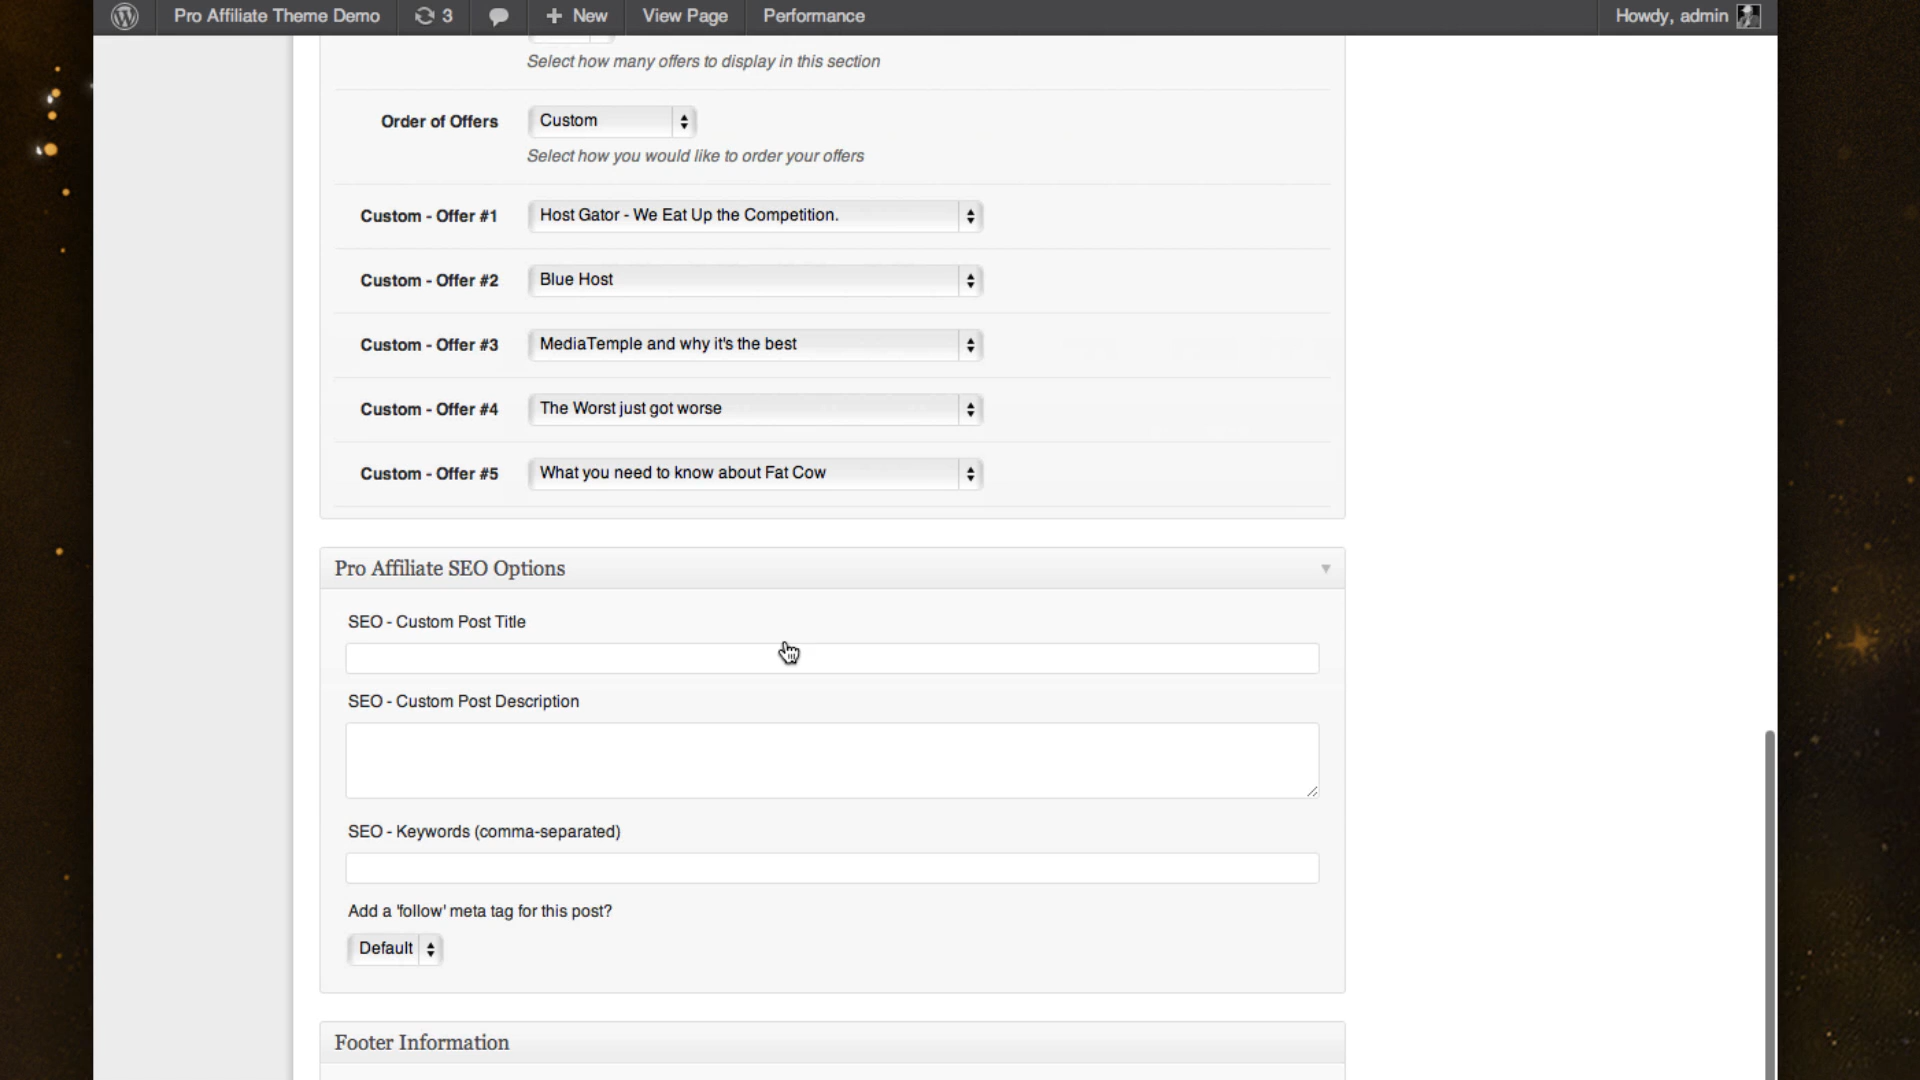 Pro Affiliate Theme Demo 3 + New View Page Performance Howdy, admin
Select how many offers to display in this section
Order of Offers Custom
Select how you would like to order your offers
Custom - Offer #1 Host Gator - We Eat Up the Competition.
Custom - Offer #2 Blue Host
Custom - Offer #3 MediaTemple and why it's the best
Custom - Offer #4 The Worst just got worse
Custom - Offer #5 What you need to know about Fat Cow
Pro Affiliate SEO Options
SEO - Custom Post Title
SEO - Custom Post Description
SEO - Keywords (comma-separated)
Add a 'follow' meta tag for this post?
Default
Footer Information